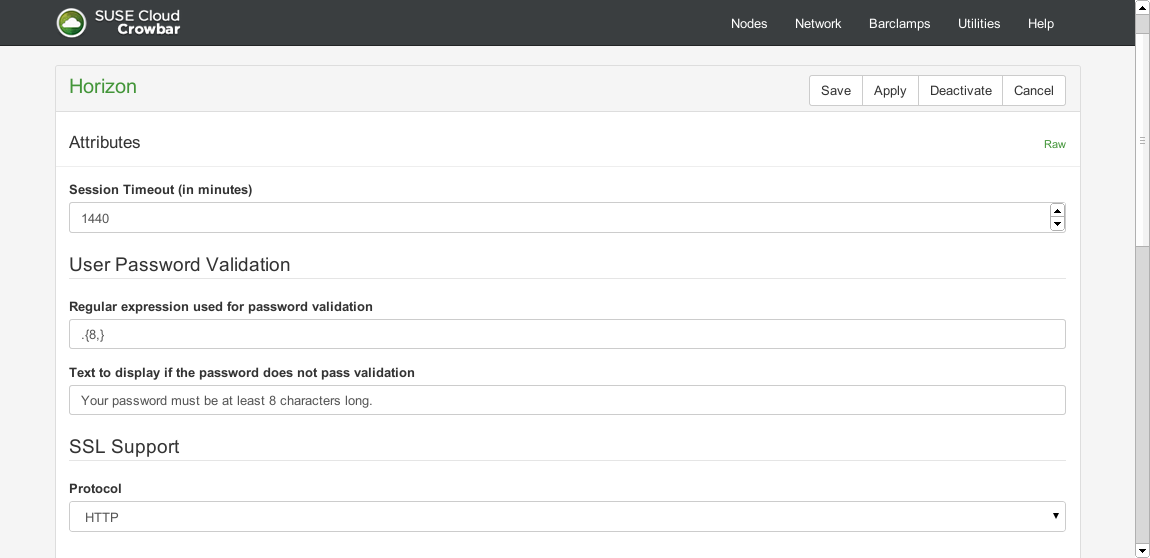 SUSE Cloud
Crowbar
Nodes Network Barclamps Utilities Help
Horizon
Save Apply Deactivate Cancel
Attributes
Raw
Session Timeout (in minutes)
1440
User Password Validation
Regular expression used for password validation
.{8,}
Text to display if the password does not pass validation
Your password must be at least 8 characters long.
SSL Support
Protocol
HTTP